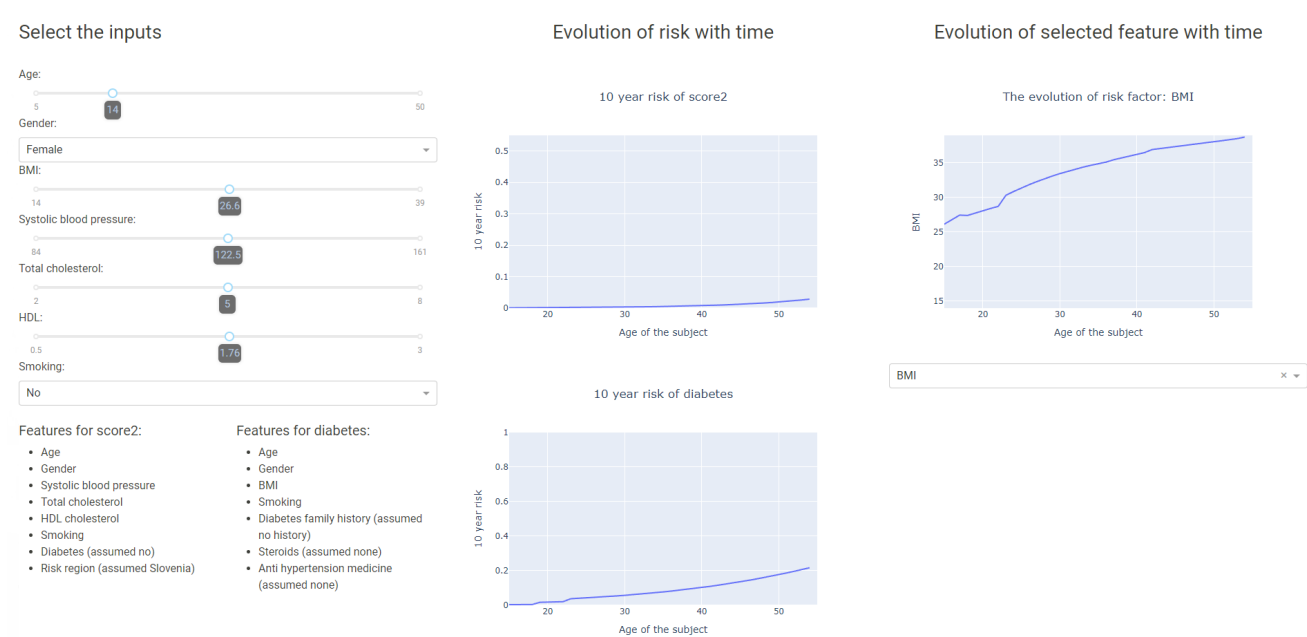 Select the inputs
Age:
5
50
14
Gender:
Female
BMI:
14
39
26.6
Systolic blood pressure:
84
161
122.5
Total cholesterol:
2
8
5
HDL:
0.5
3
1.76
Smoking:
No
Features for score2:
Age
Gender
Systolic blood pressure
Total cholesterol
HDL cholesterol
Smoking
Diabetes (assumed no)
Risk region (assumed Slovenia)
Features for diabetes:
Age
Gender
BMI
Smoking
Diabetes family history (assumed
no history)
Steroids (assumed none)
Anti hypertension medicine
(assumed none)
Evolution of risk with time
10 year risk of score2
0.5
0.4
0.3
0.2
0.1
0
10 year risk
20 30 40 50
Age of the subject
10 year risk of diabetes
1
0.8
0.6
0.4
0.2
0
10 year risk
20 30 40 50
Age of the subject
Evolution of selected feature with time
The evolution of risk factor: BMI
35
30
25
20
15
BMI
20 30 40 50
Age of the subject
BMI